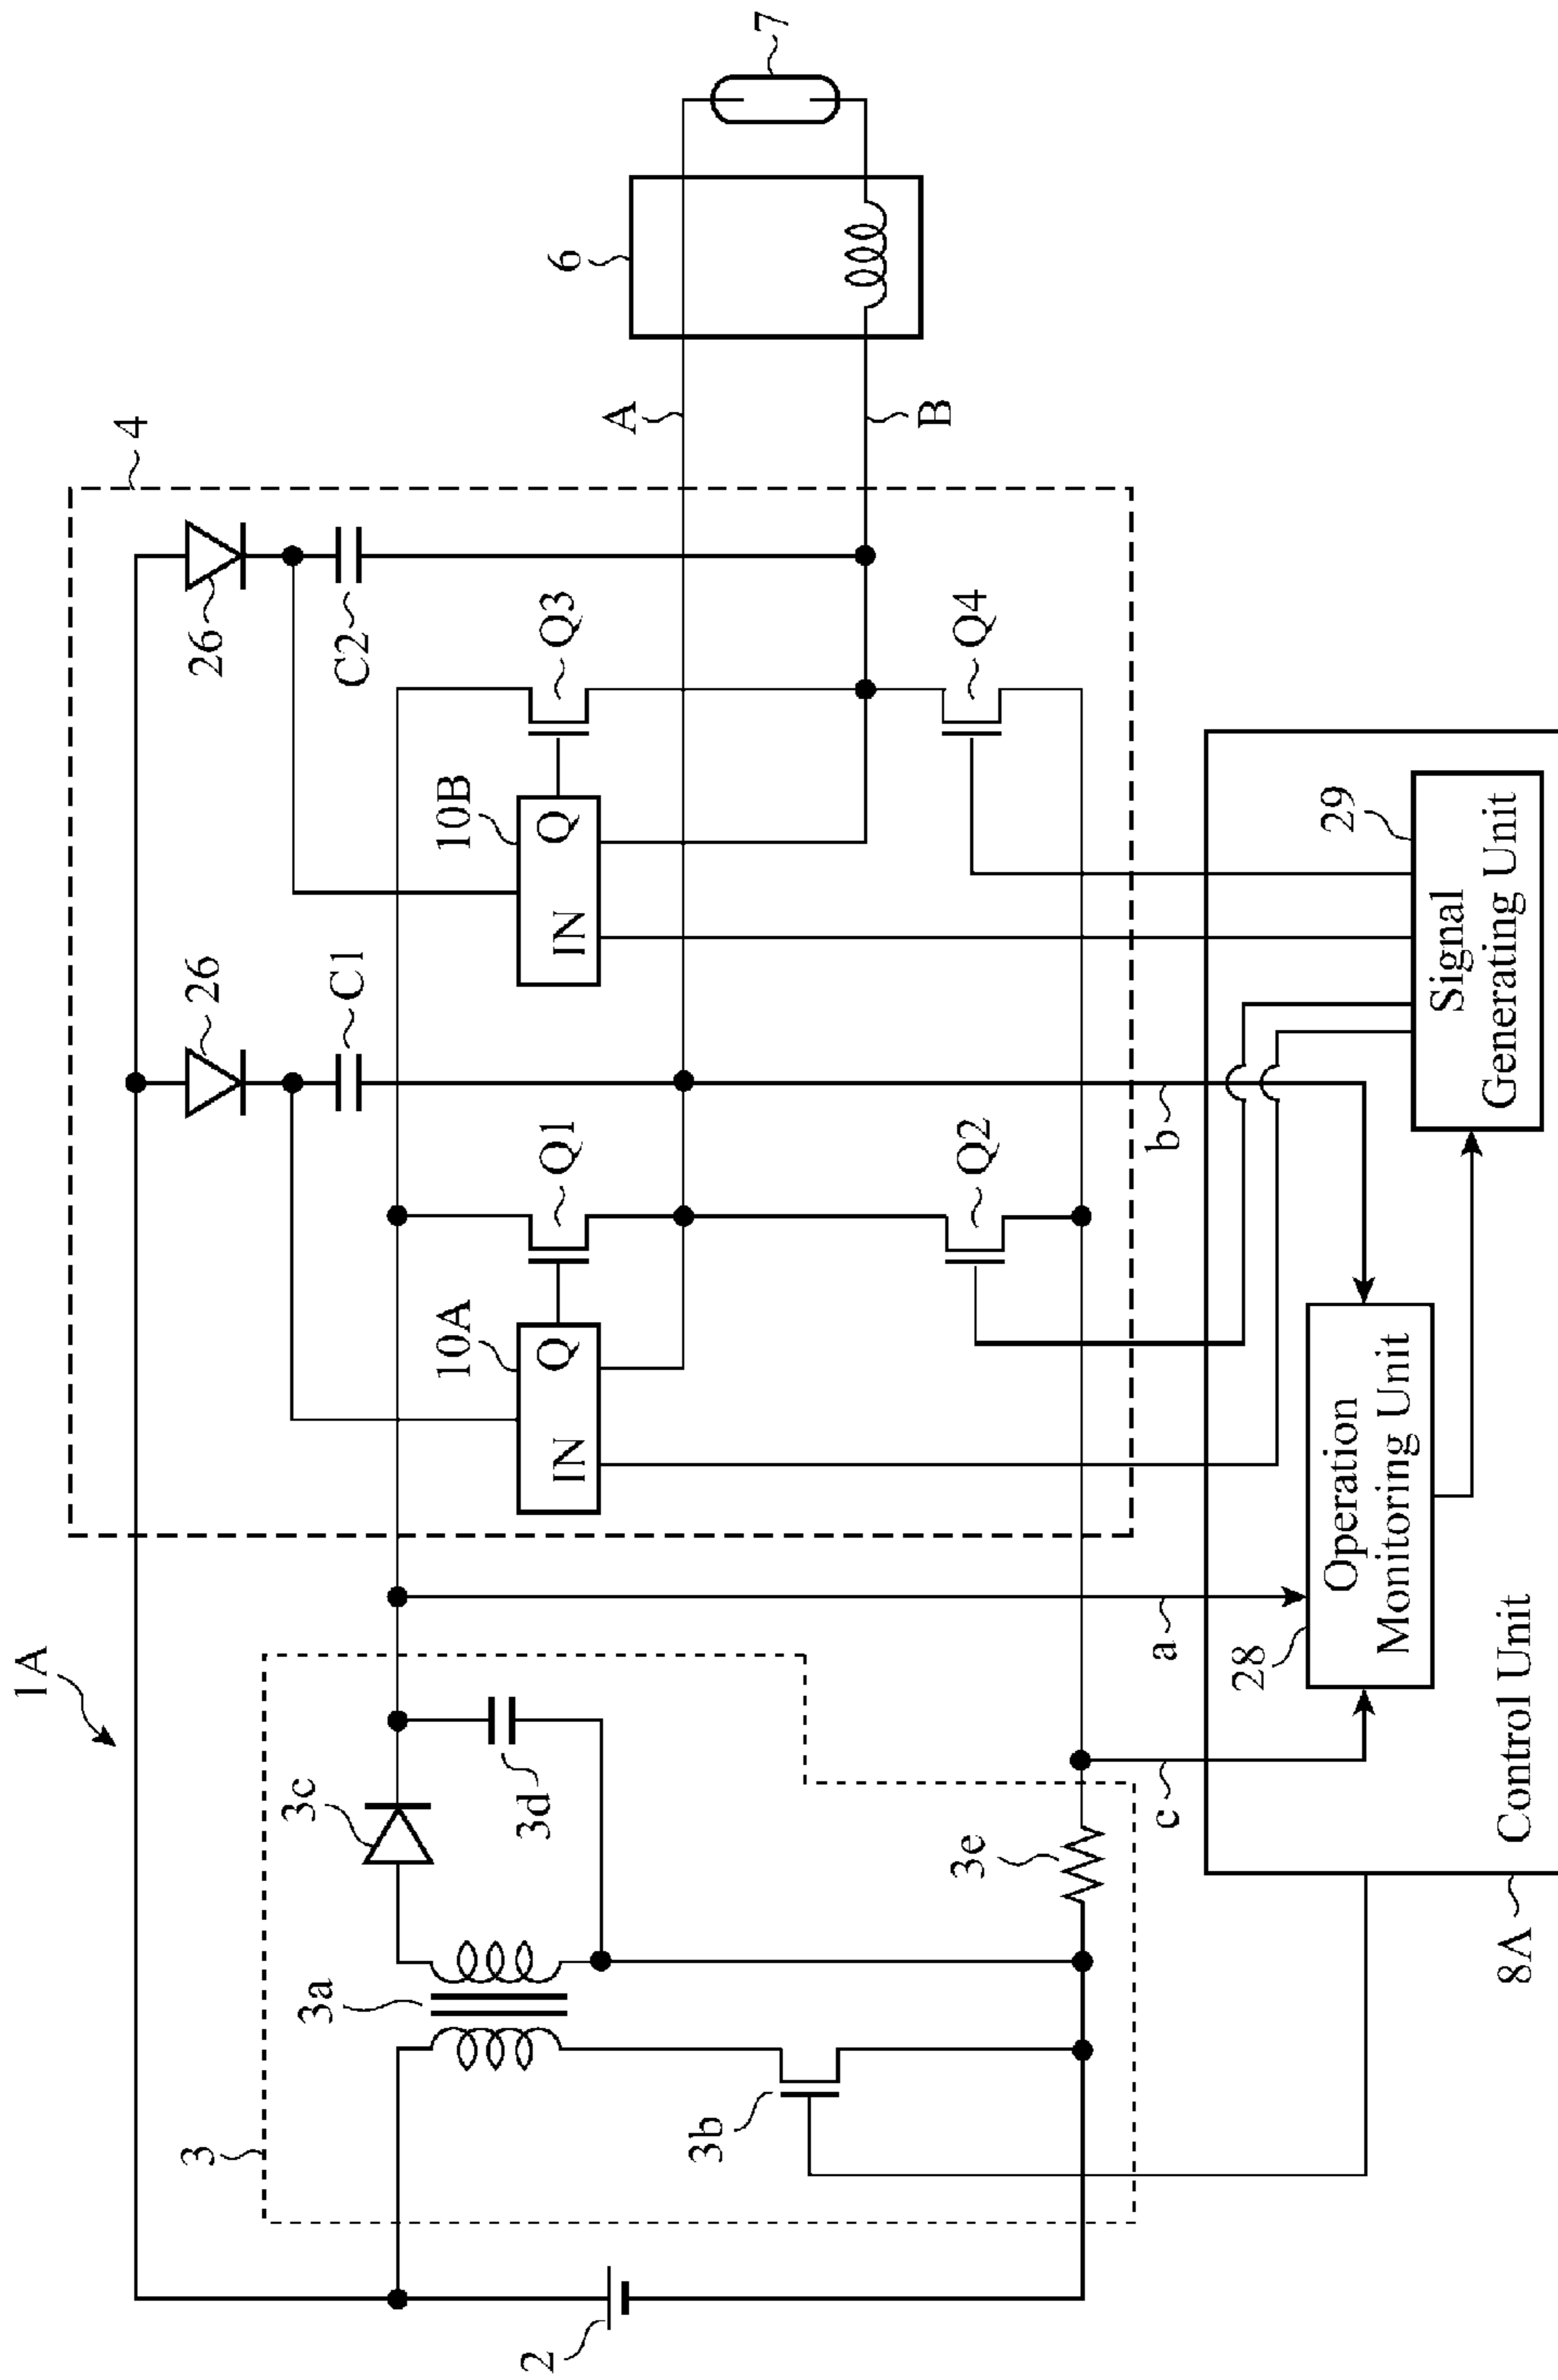 1A
4
3
26
26
3a
3c
C1
C2
10A
10B
2
3d
Q
Q1
Q
Q3
6
IN
IN
A
3b
7
3e
Q2
Q4
B
c
a
b
28
Operation
Monitoring Unit
29
Signal
Generating Unit
8A
Control Unit